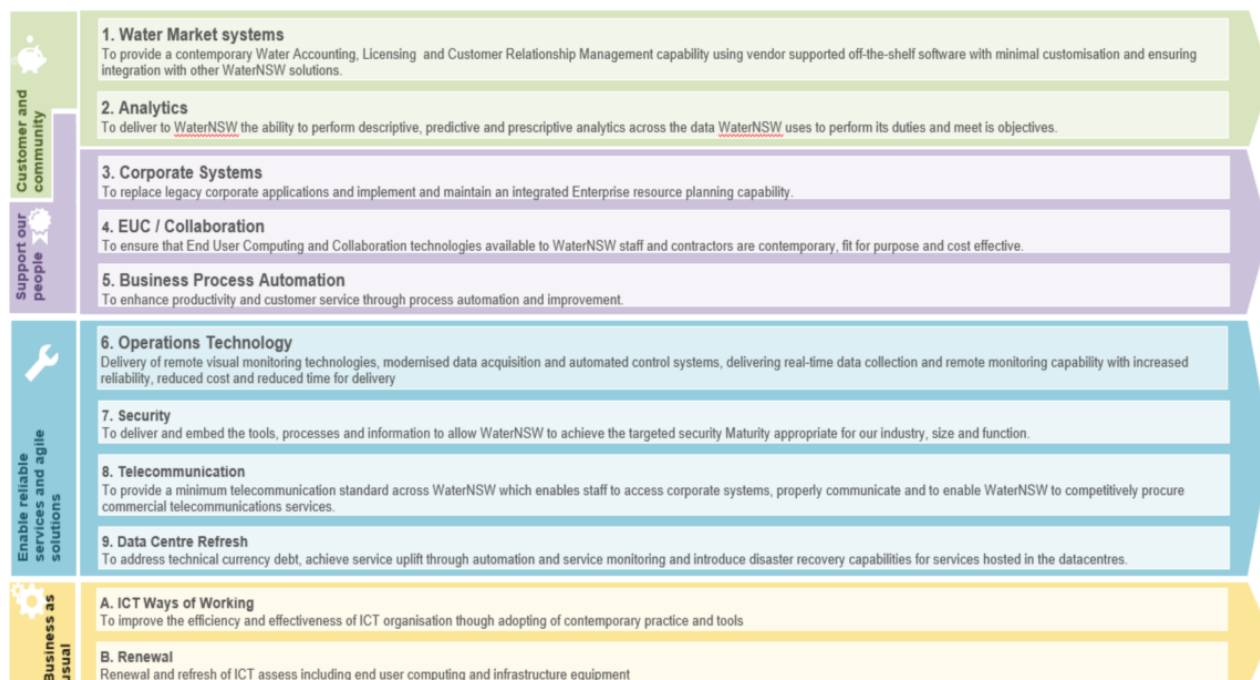 Customer and
community
1. Water Market systems
To provide a contemporary Water Accounting, Licensing and Customer Relationship Management capability using vendor supported off-the-shelf software with minimal customisation and ensuring
integration with other WaterNSW solutions.
2. Analytics
To deliver to WaterNSW the ability to perform descriptive, predictive and prescriptive analytics across the data WaterNSW uses to perform its duties and meet is objectives.
Support our
people
3. Corporate Systems
To replace legacy corporate applications and implement and maintain an integrated Enterprise resource planning capability.
4. EUC / Collaboration
To ensure that End User Computing and Collaboration technologies available to WaterNSW staff and contractors are contemporary, fit for purpose and cost effective.
5. Business Process Automation
To enhance productivity and customer service through process automation and improvement.
Enable reliable
services and agile
solutions
6. Operations Technology
Delivery of remote visual monitoring technologies, modernised data acquisition and automated control systems, delivering real-time data collection and remote monitoring capability with increased
reliability, reduced cost and reduced time for delivery
7. Security
To deliver and embed the tools, processes and information to allow WaterNSW to achieve the targeted security Maturity appropriate for our industry, size and function.
8. Telecommunication
To provide a minimum telecommunication standard across WaterNSW which enables staff to access corporate systems, properly communicate and to enable WaterNSW to competitively procure
commercial telecommunications services.
9. Data Centre Refresh
To address technical currency debt, achieve service uplift through automation and service monitoring and introduce disaster recovery capabilities for services hosted in the datacentres.
Business as
usual
A. ICT Ways of Working
To improve the efficiency and effectiveness of ICT organisation though adopting of contemporary practice and tools
B. Renewal
Renewal and refresh of ICT assess including end user computing and infrastructure equipment